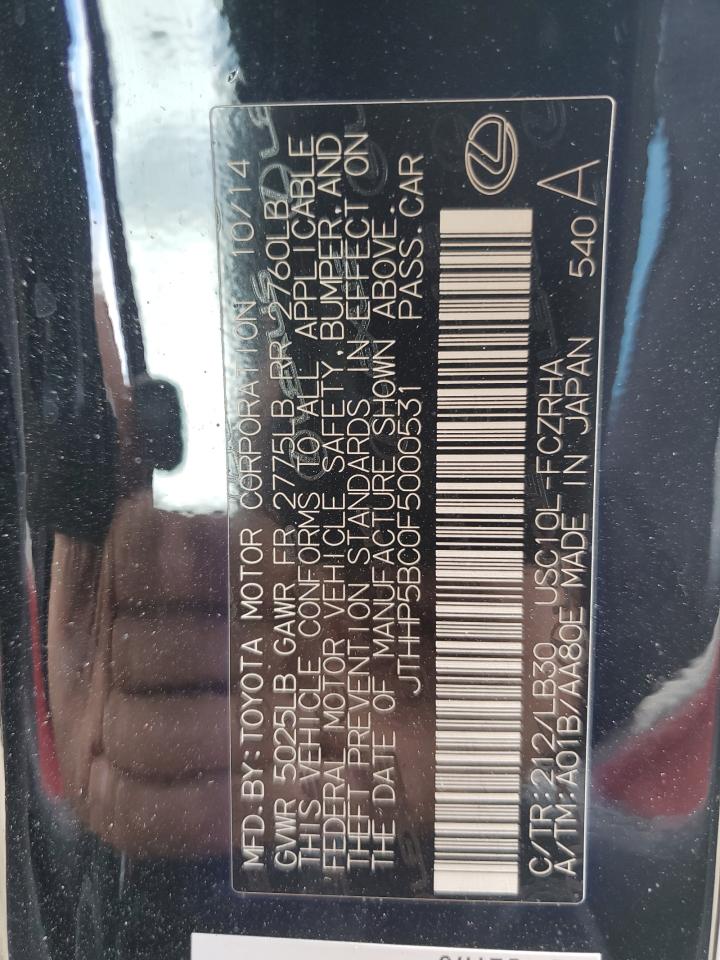 MFD.BY:TOYOTA MOTOR CORPORATION 10/14
GVWR 5025LB GAWR FR 2775LB RR 2760LB
THIS VEHICLE CONFORMS TO ALL APPLICABLE
FEDERAL MOTOR VEHICLE SAFETY,BUMPER,AND
THEFT PREVENTION STANDARDS IN EFFECT ON
THE DATE OF MANUFACTURE SHOWN ABOVE.
JTHHP5BC0F5000531 PASS.CAR
C/TR:212/LB30 USC10L-FCZRHA
A/TM:A01B/AA80E MADE IN JAPAN 540 A